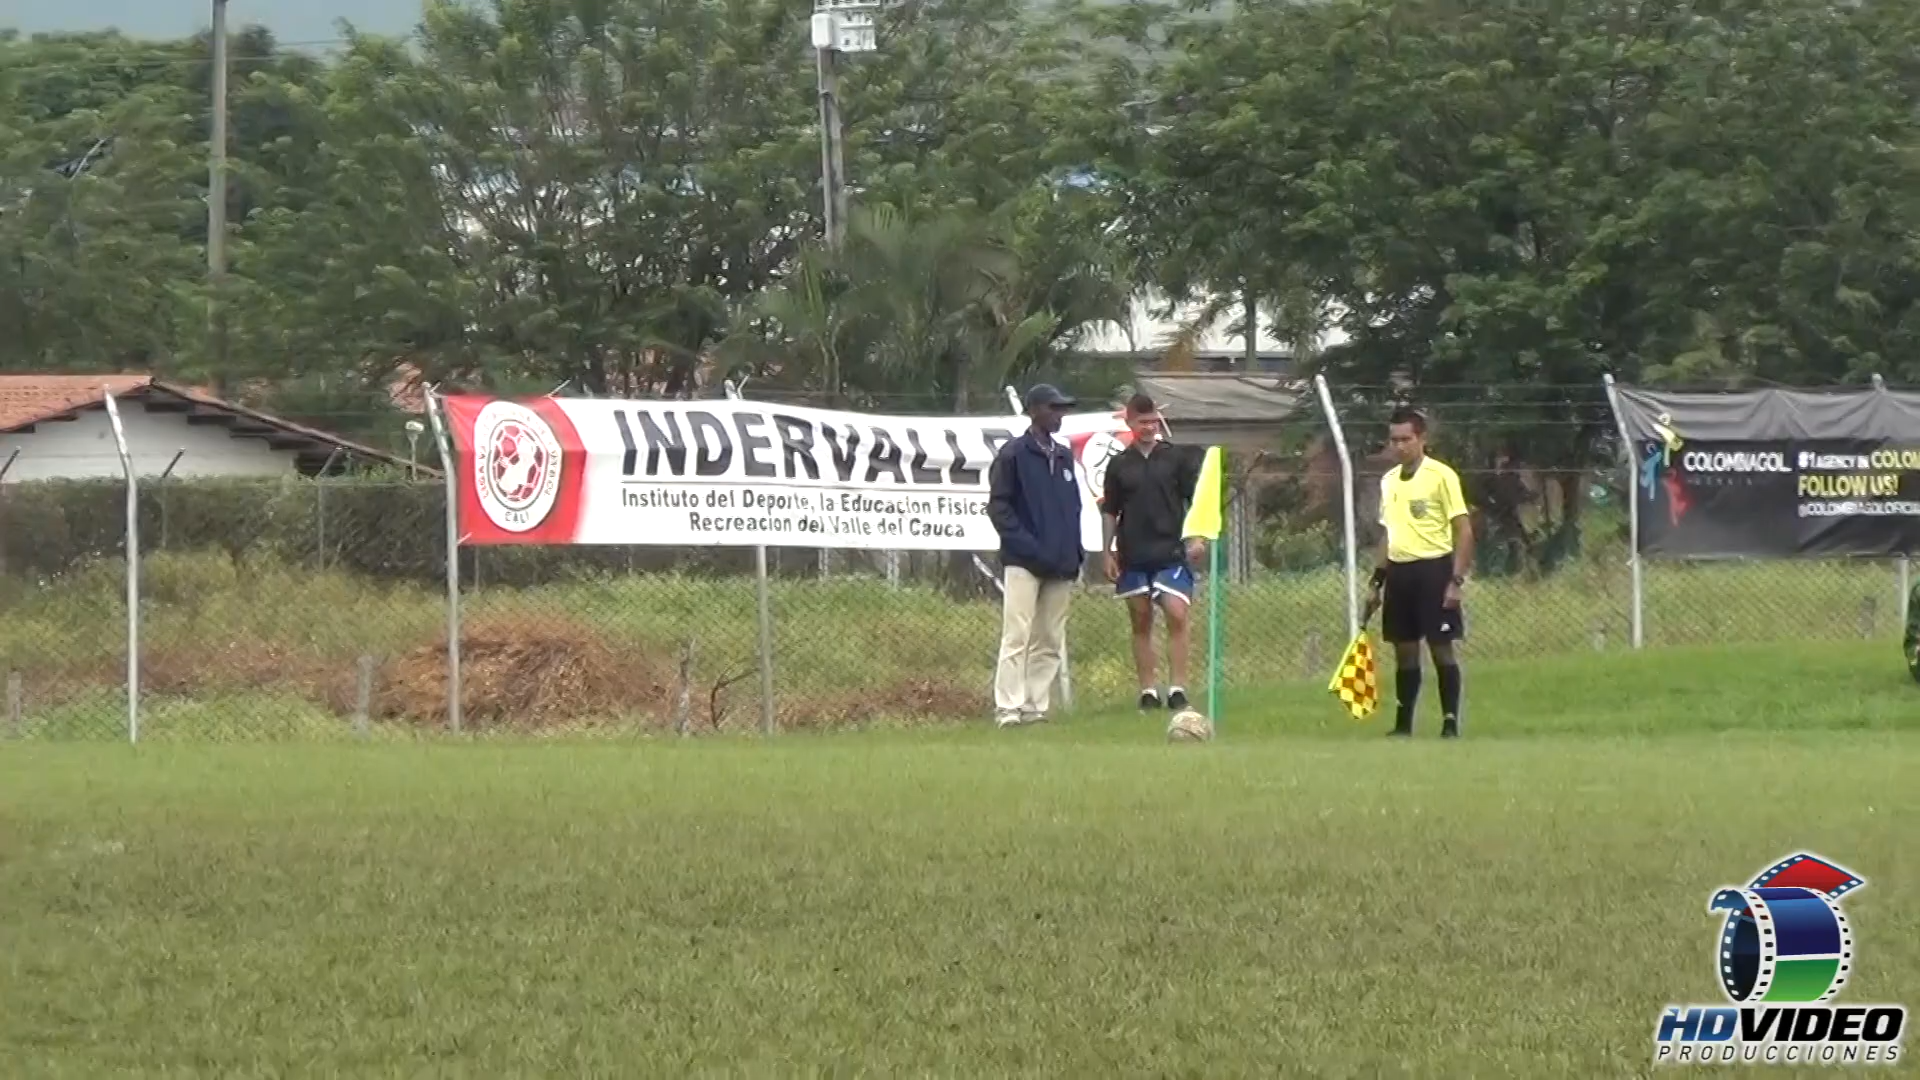 INDERVALLE
Instituto del Deporte, la Educacion Fisica
Recreacion del Valle del Cauca
CALI
COLOMBIAGOL
#1 AGENCY IN COLOM
FOLLOW US!
@COLOMBIAGOLOFICIA
HDVIDEO
PRODUCCIONES